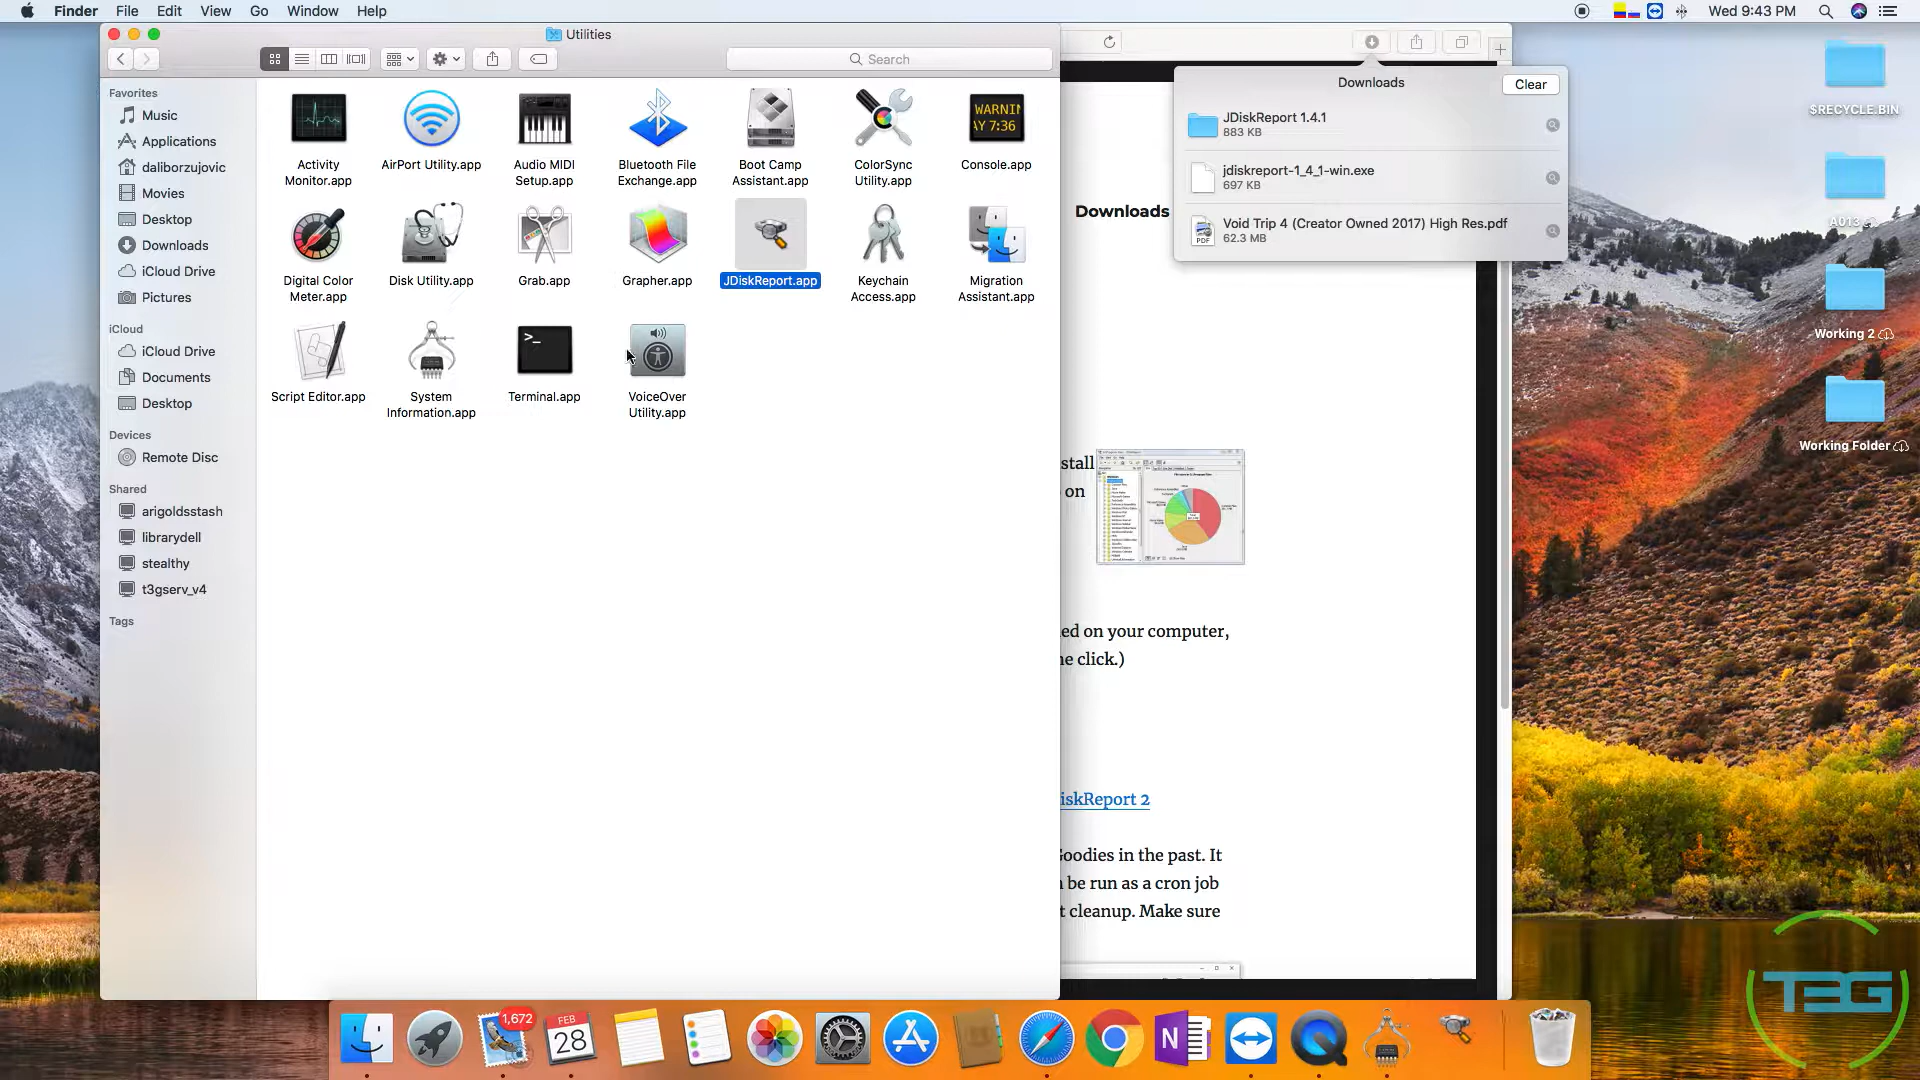 Finder File Edit View Go Window Help
Wed 9:43 PM
Utilities
Search
Favorites
Music
Applications
daliborzujovic
Movies
Desktop
Downloads
iCloud Drive
Pictures
iCloud
iCloud Drive
Documents
Desktop
Devices
Remote Disc
Shared
arigoldsstash
librarydell
stealthy
t3gserv_v4
Tags
WARNIN
AY 7:36
Activity
Monitor.app
AirPort Utility.app
Audio MIDI
Setup.app
Bluetooth File
Exchange.app
Boot Camp
Assistant.app
ColorSync
Utility.app
Console.app
Digital Color
Meter.app
Disk Utility.app
Grab.app
Grapher.app
JDiskReport.app
Keychain
Access.app
Migration
Assistant.app
Script Editor.app
System
Information.app
>_
Terminal.app
VoiceOver
Utility.app
Downloads
Clear
JDiskReport 1.4.1
883 KB
jdiskreport-1_4_1-win.exe
697 KB
PDF
Void Trip 4 (Creator Owned 2017) High Res.pdf
62.3 MB
Downloads
stall
on
ed on your computer,
e click.)
iskReport 2
oodies in the past. It
be run as a cron job
t cleanup. Make sure
$RECYCLE.BIN
A013
Working 2
Working Folder
1,672
FEB
28
N
T3G